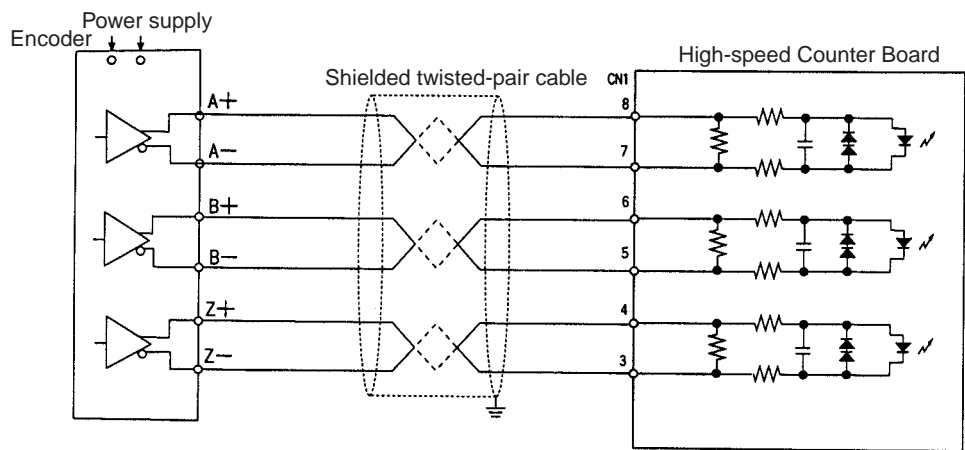 Power supply
Encoder
High-speed Counter Board
Shielded twisted-pair cable
CN1
A+
8
A−
7
B+
6
B−
5
Z+
4
Z−
3